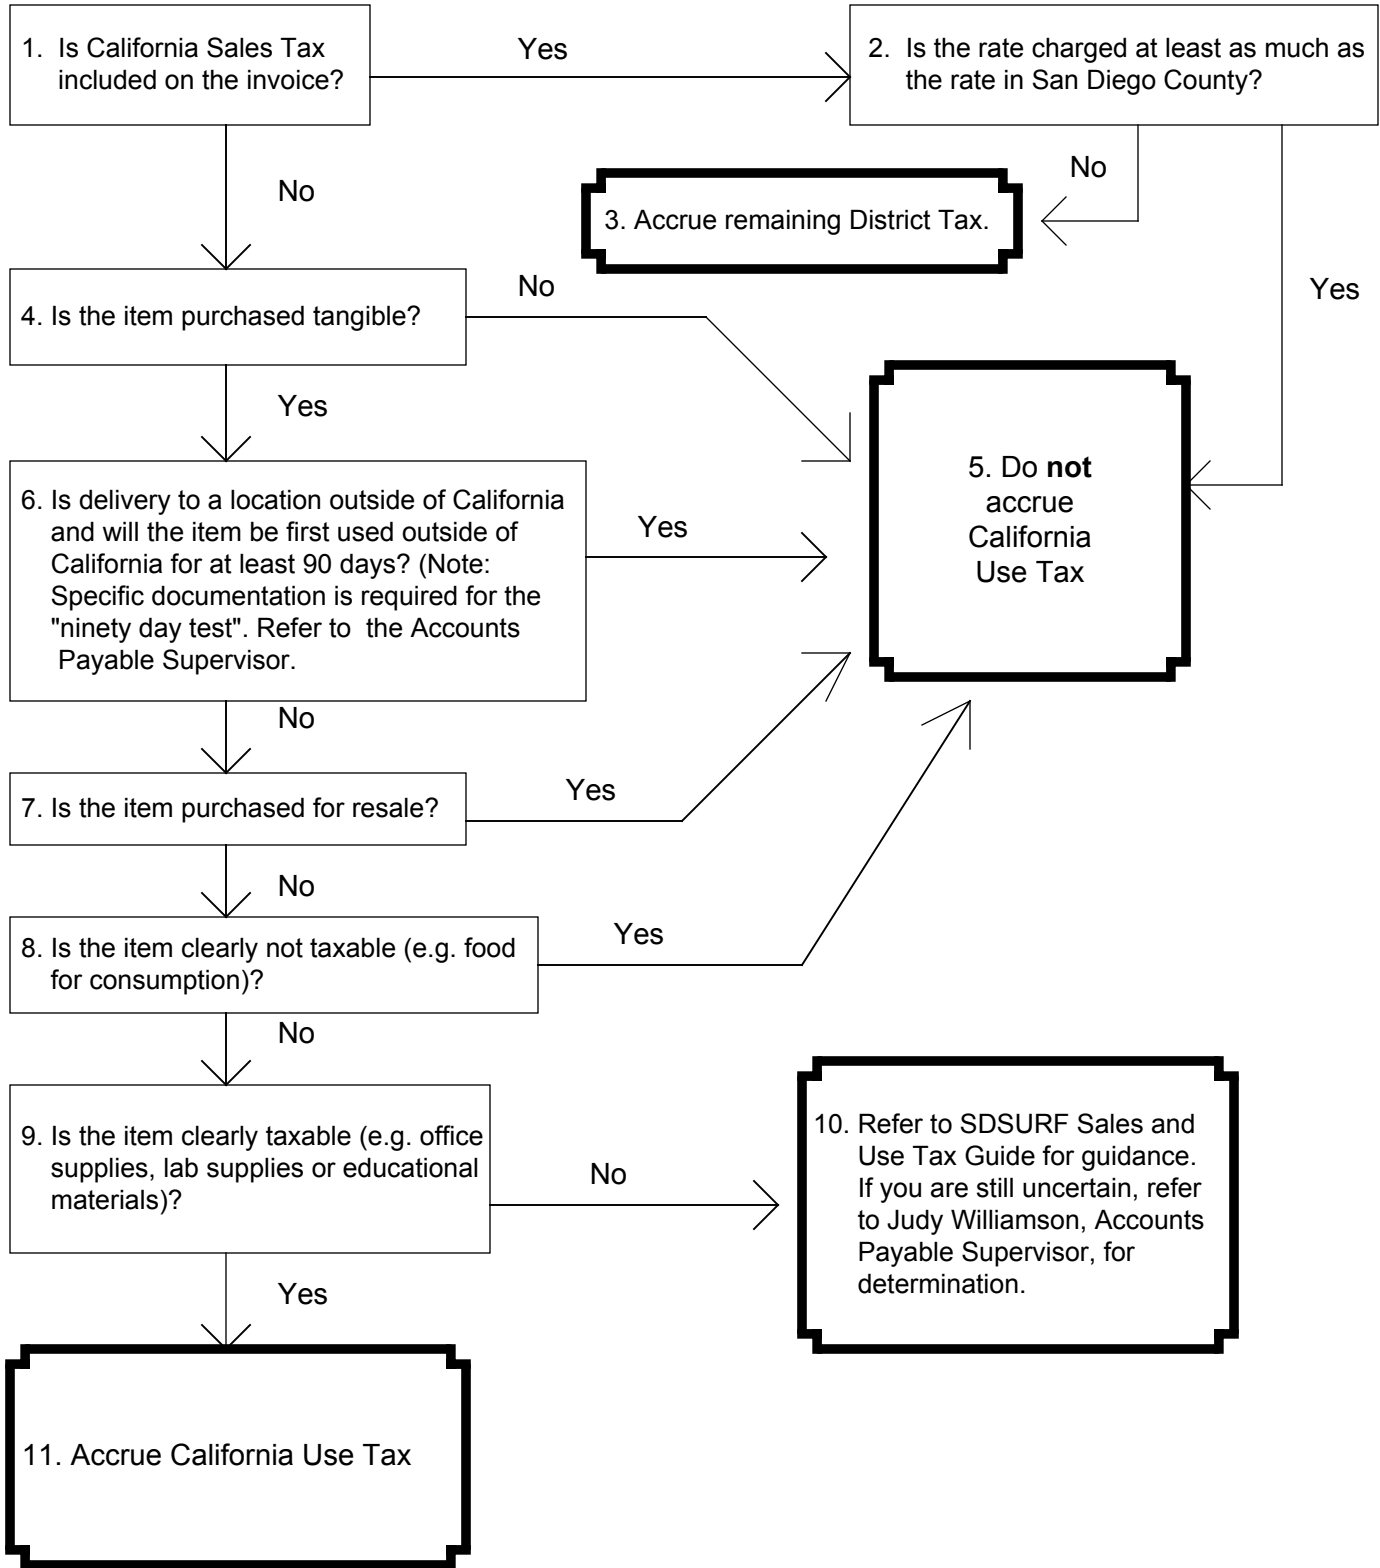 1. Is California Sales Tax
included on the invoice?
Yes
2. Is the rate charged at least as much as
the rate in San Diego County?
No
No
3. Accrue remaining District Tax.
Yes
4. Is the item purchased tangible?
No
Yes
5. Do not
accrue
California
Use Tax
6. Is delivery to a location outside of California
and will the item be first used outside of
California for at least 90 days? (Note:
Specific documentation is required for the
"ninety day test". Refer to the Accounts
Payable Supervisor.
Yes
No
7. Is the item purchased for resale?
Yes
No
8. Is the item clearly not taxable (e.g. food
for consumption)?
Yes
No
9. Is the item clearly taxable (e.g. office
supplies, lab supplies or educational
materials)?
No
10. Refer to SDSURF Sales and
Use Tax Guide for guidance.
If you are still uncertain, refer
to Judy Williamson, Accounts
Payable Supervisor, for
determination.
Yes
11. Accrue California Use Tax